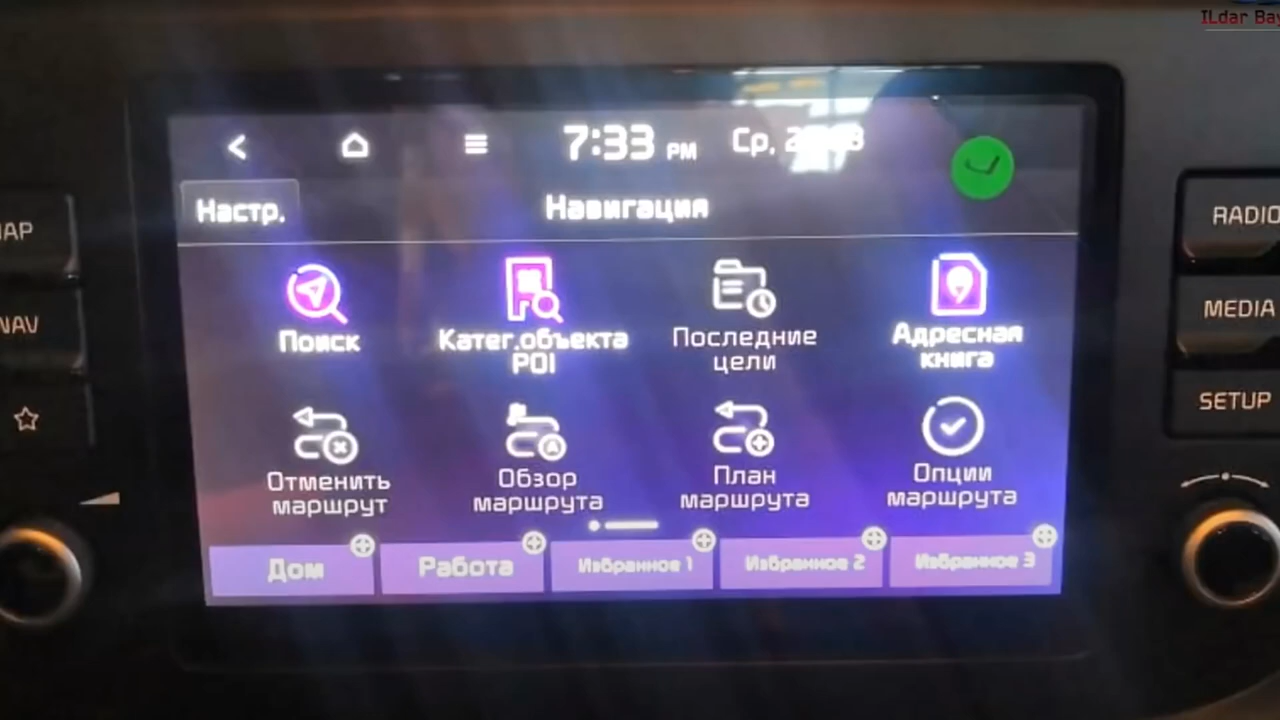 ILdar Bay
7:33 PM Ср,
Настр. Навигация
Поиск
Катег.объекта
POI
Последние
цели
Адресная
книга
Отменить
маршрут
Обзор
маршрута
План
маршрута
Опции
маршрута
Дом
Работа
Избранное 1
Избранное 2
Избранное 3
AP
NAV
RADIO
MEDIA
SETUP